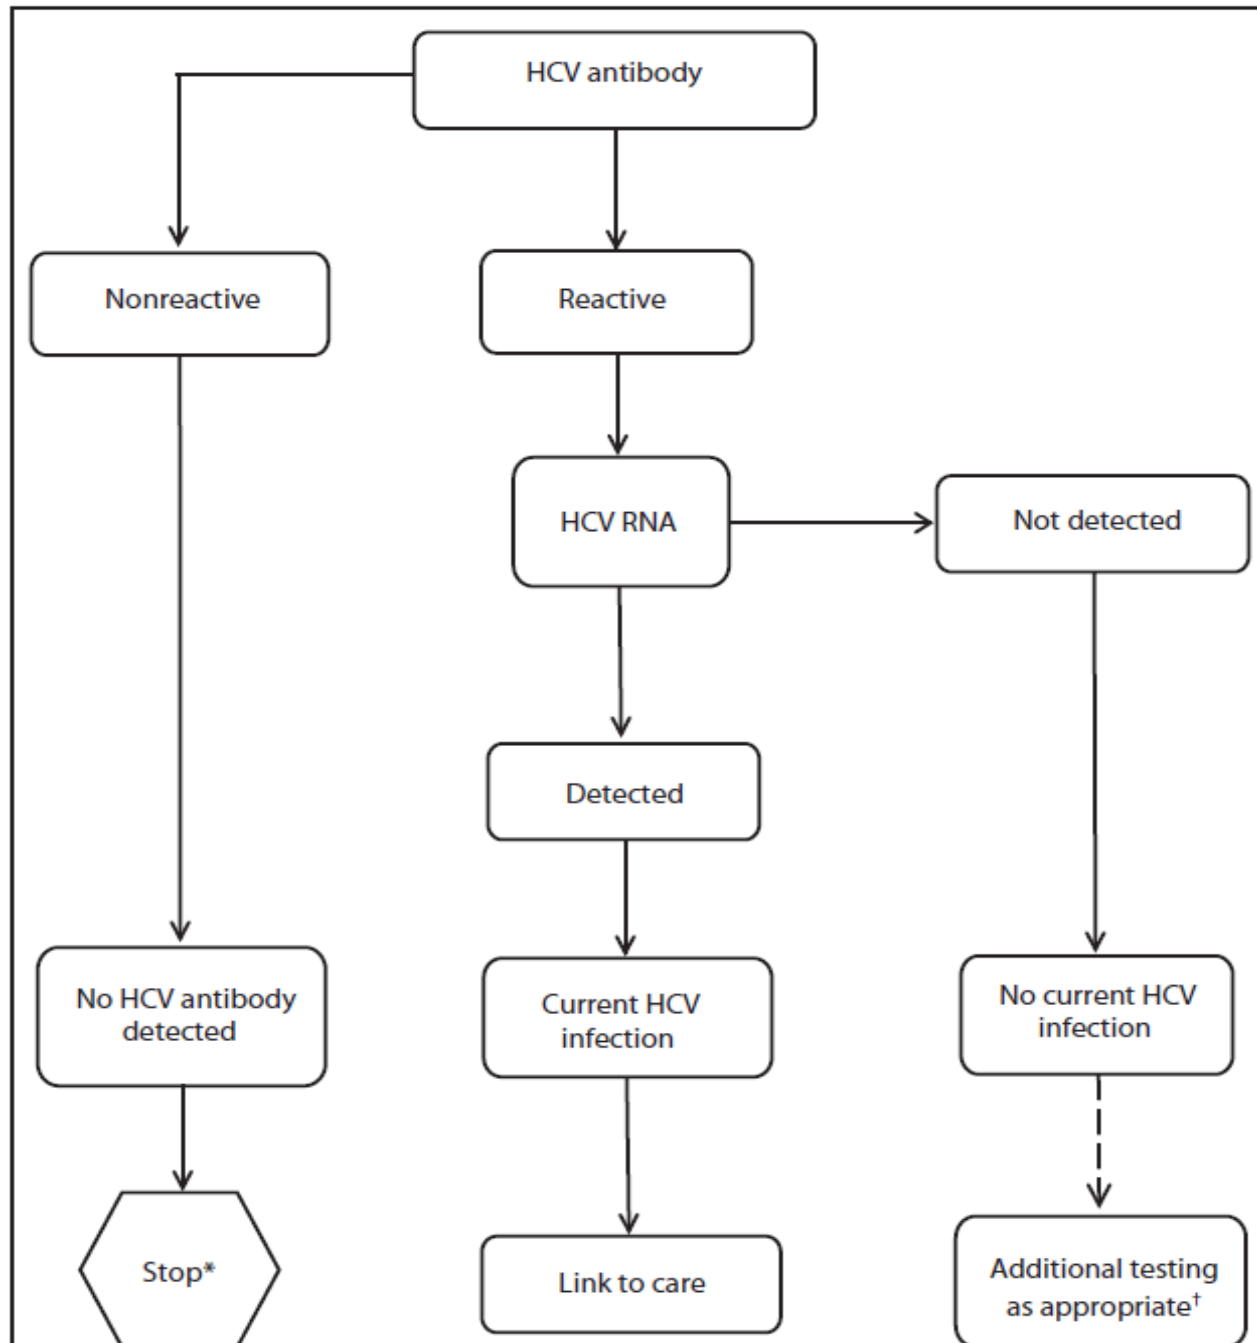 HCV antibody
Nonreactive
Reactive
HCV RNA
Not detected
Detected
No HCV antibody
detected
Current HCV
infection
No current HCV
infection
Stop*
Link to care
Additional testing
as appropriate†